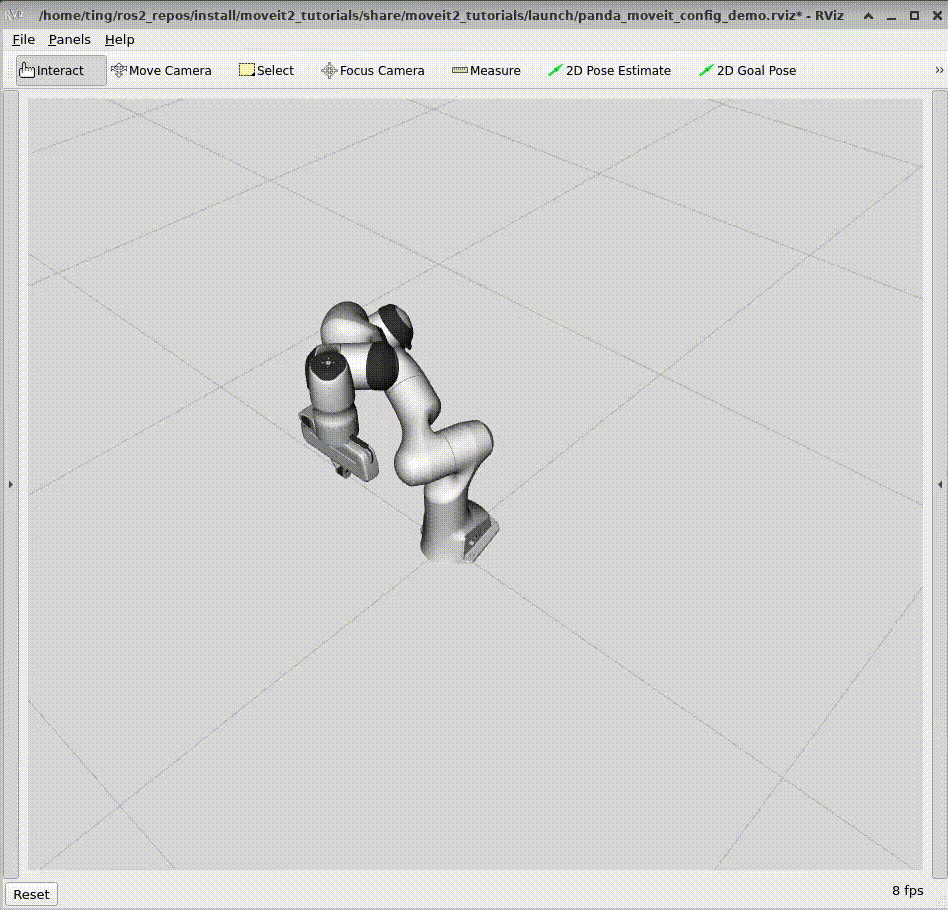 /home/ting/ros2_repos/install/moveit2_tutorials/share/moveit2_tutorials/launch/panda_moveit_config_demo.rviz* - RViz
File Panels Help
Interact Move Camera Select Focus Camera Measure 2D Pose Estimate 2D Goal Pose »
Reset 8 fps